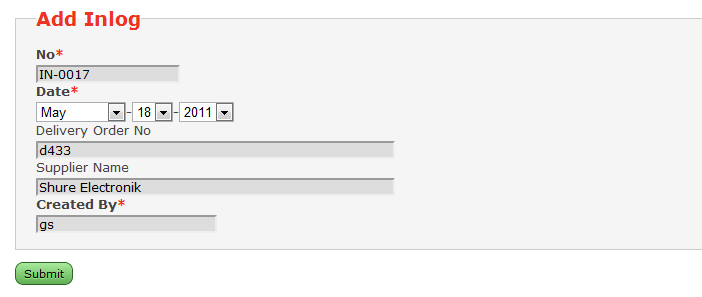 Add Inlog
No*
IN-0017
Date*
May - 18 - 2011
Delivery Order No
d433
Supplier Name
Shure Electronik
Created By*
gs
Submit